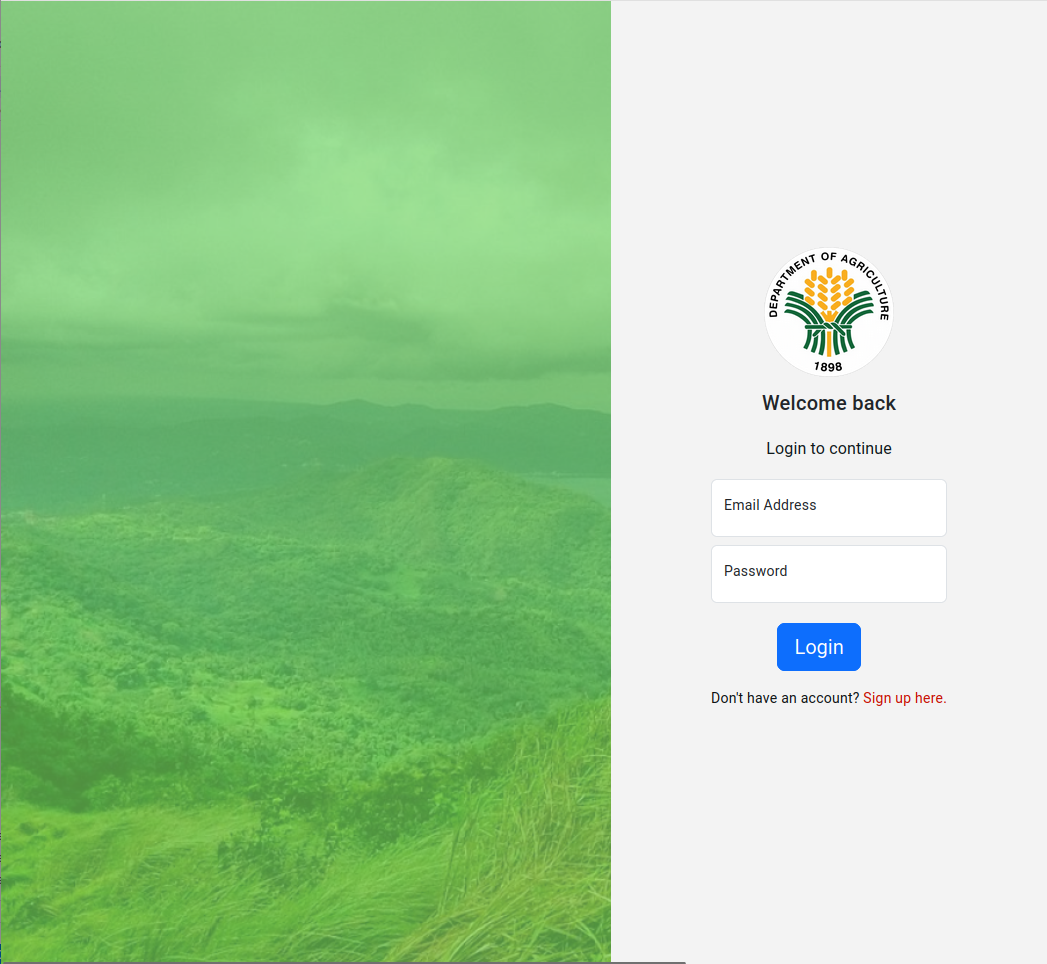 DEPARTMENT OF AGRICULTURE
1898
Welcome back
Login to continue
Email Address
Password
Login
Don't have an account? Sign up here.